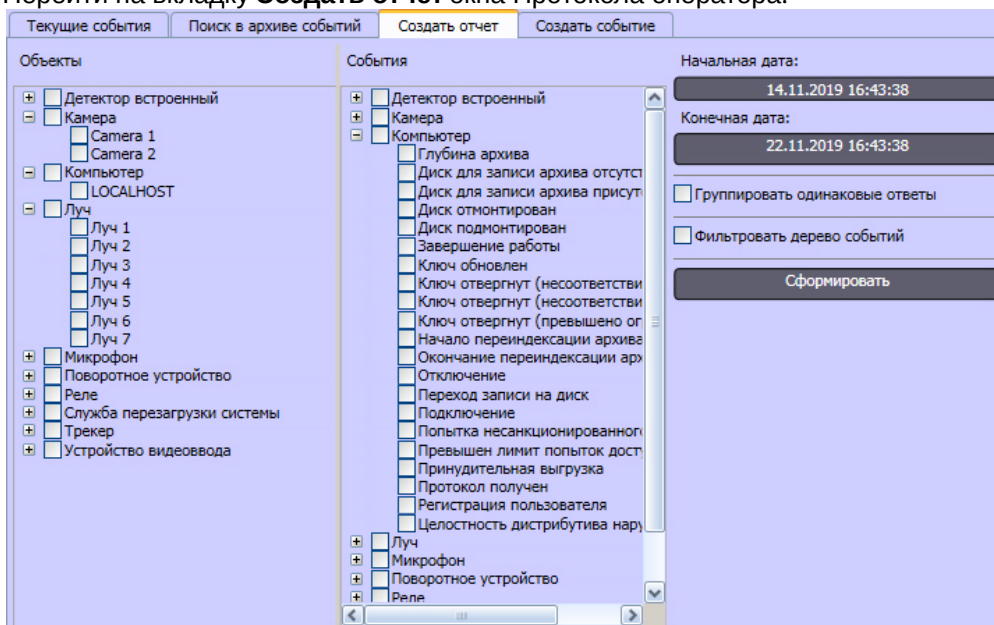 Перейти на вкладку Создать отчет окна Протокола оператора.
Текущие события
Поиск в архиве событий
Создать отчет
Создать событие
Объекты
Детектор встроенный
Камера
Camera 1
Camera 2
Компьютер
LOCALHOST
Луч
Луч 1
Луч 2
Луч 3
Луч 4
Луч 5
Луч 6
Луч 7
Микрофон
Поворотное устройство
Реле
Служба перезагрузки системы
Трекер
Устройство видеоввода
События
Детектор встроенный
Камера
Компьютер
Глубина архива
Диск для записи архива отсутст
Диск для записи архива присут
Диск отмонтирован
Диск подмонтирован
Завершение работы
Ключ обновлен
Ключ отвергнут (несоответстви
Ключ отвергнут (несоответстви
Ключ отвергнут (превышено ог
Начало переиндексации архива
Окончание переиндексации арх
Отключение
Переход записи на диск
Подключение
Попытка несанкционированного
Превышен лимит попыток дост
Принудительная выгрузка
Протокол получен
Регистрация пользователя
Целостность дистрибутива нару
Луч
Микрофон
Поворотное устройство
Реле
Начальная дата:
14.11.2019 16:43:38
Конечная дата:
22.11.2019 16:43:38
Группировать одинаковые ответы
Фильтровать дерево событий
Сформировать